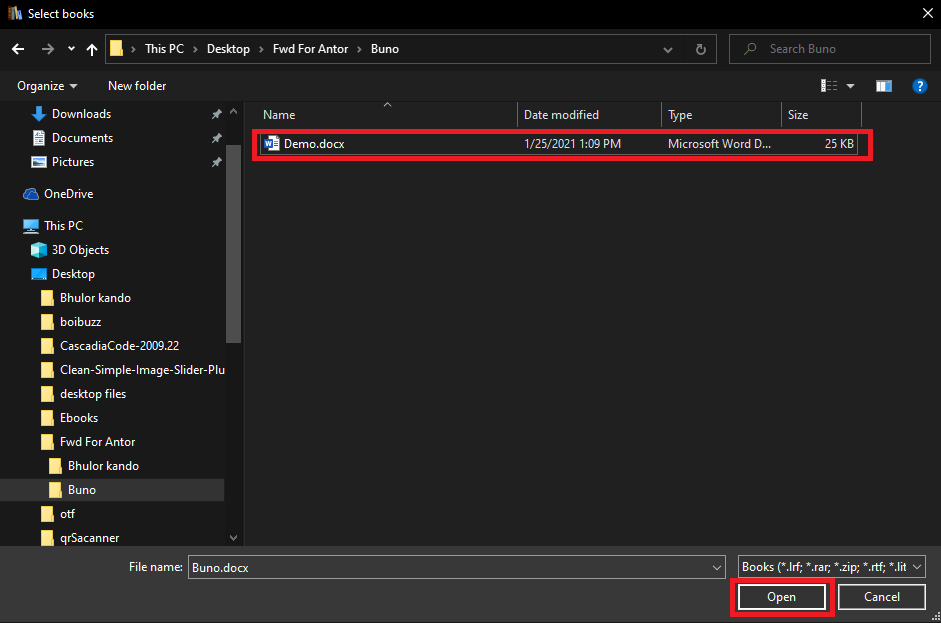 Select books
This PC > Desktop > Fwd For Antor > Buno
Search Buno
Organize
New folder
?
Name
Date modified
Type
Size
Demo.docx
1/25/2021 1:09 PM
Microsoft Word D...
25 KB
Downloads
Documents
Pictures
OneDrive
This PC
3D Objects
Desktop
Bhulor kando
boibuzz
CascadiaCode-2009.22
Clean-Simple-Image-Slider-Plu
desktop files
Ebooks
Fwd For Antor
Bhulor kando
Buno
otf
qrSacanner
File name:
Buno.docx
Books (*.lrf; *.rar; *.zip; *.rtf; *.lit
Open
Cancel